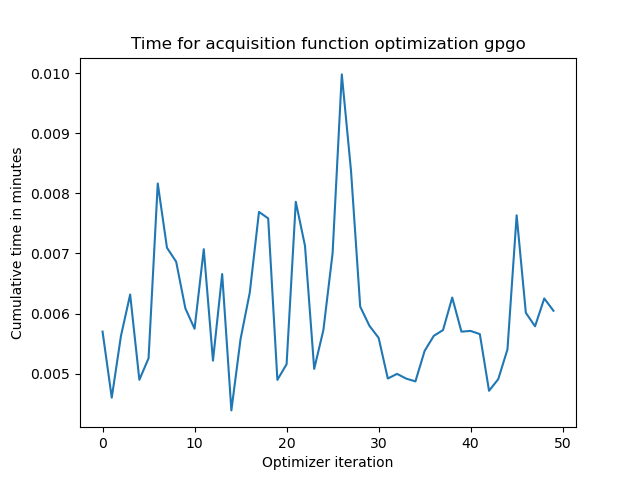 Time for acquisition function optimization gpgo
0.010
0.009
0.008
0.007
0.006
0.005
Cumulative time in minutes
0 10 20 30 40 50
Optimizer iteration